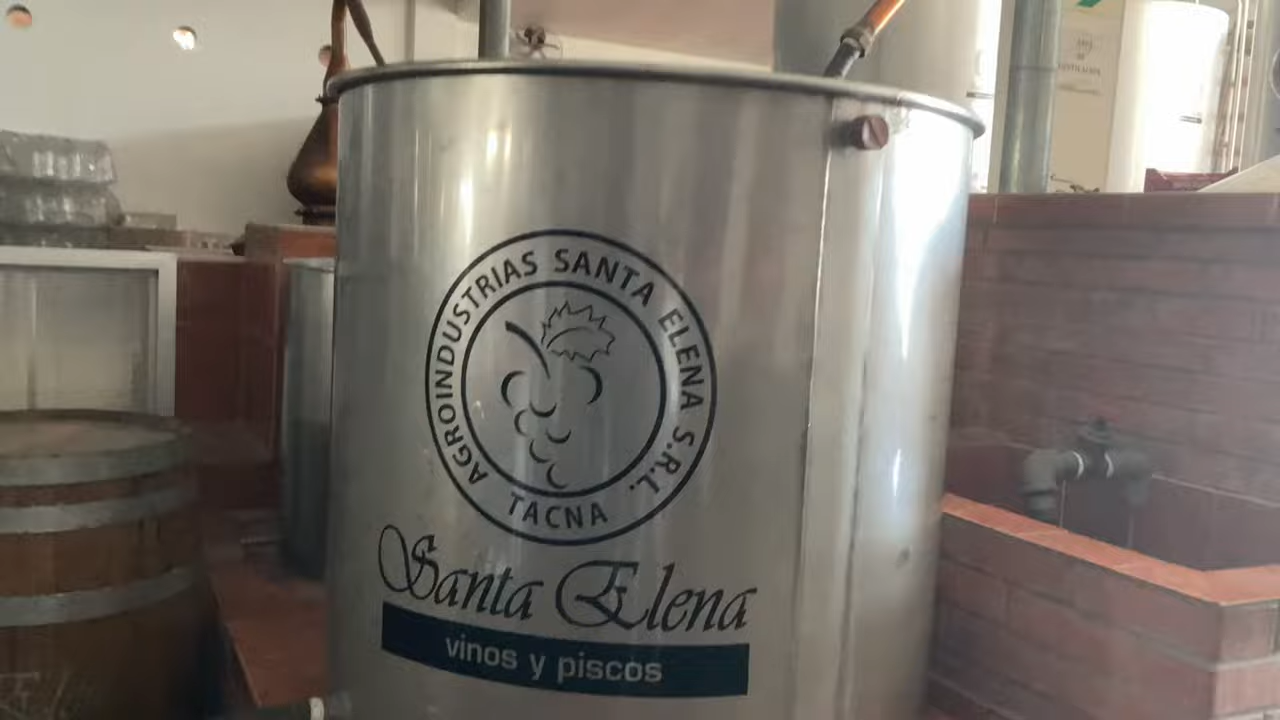 AGROINDUSTRIAS SANTA ELENA S.R.L.
TACNA
Santa Elena
vinos y piscos